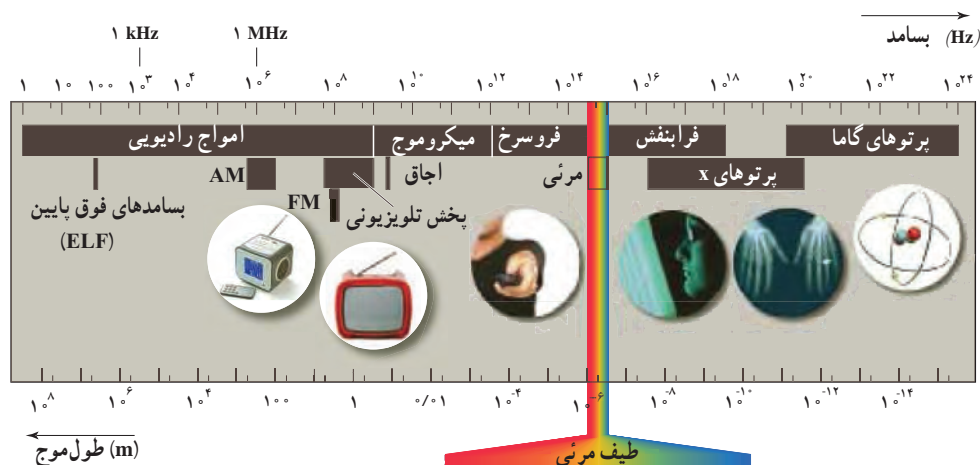 ۱ kHz ۱ MHz بسامد (Hz)
۱ ۱۰ ۱۰۰ ۱۰^۳ ۱۰^۴ ۱۰^۶ ۱۰^۸ ۱۰^۱۰ ۱۰^۱۲ ۱۰^۱۴ ۱۰^۱۶ ۱۰^۱۸ ۱۰^۲۰ ۱۰^۲۲ ۱۰^۲۴
امواج رادیویی میکروموج فروسرخ فرابنفش پرتوهای گاما
AM اجاق مرئی پرتوهای x
بسامدهای فوق پایین FM پخش تلویزیونی
(ELF)
۱۰^۸ ۱۰^۶ ۱۰^۴ ۱۰۰ ۱ ۰/۰۱ ۱۰^-۴ ۱۰^-۶ ۱۰^-۸ ۱۰^-۱۰ ۱۰^-۱۲ ۱۰^-۱۴
طول‌موج (m) طیف مرئی